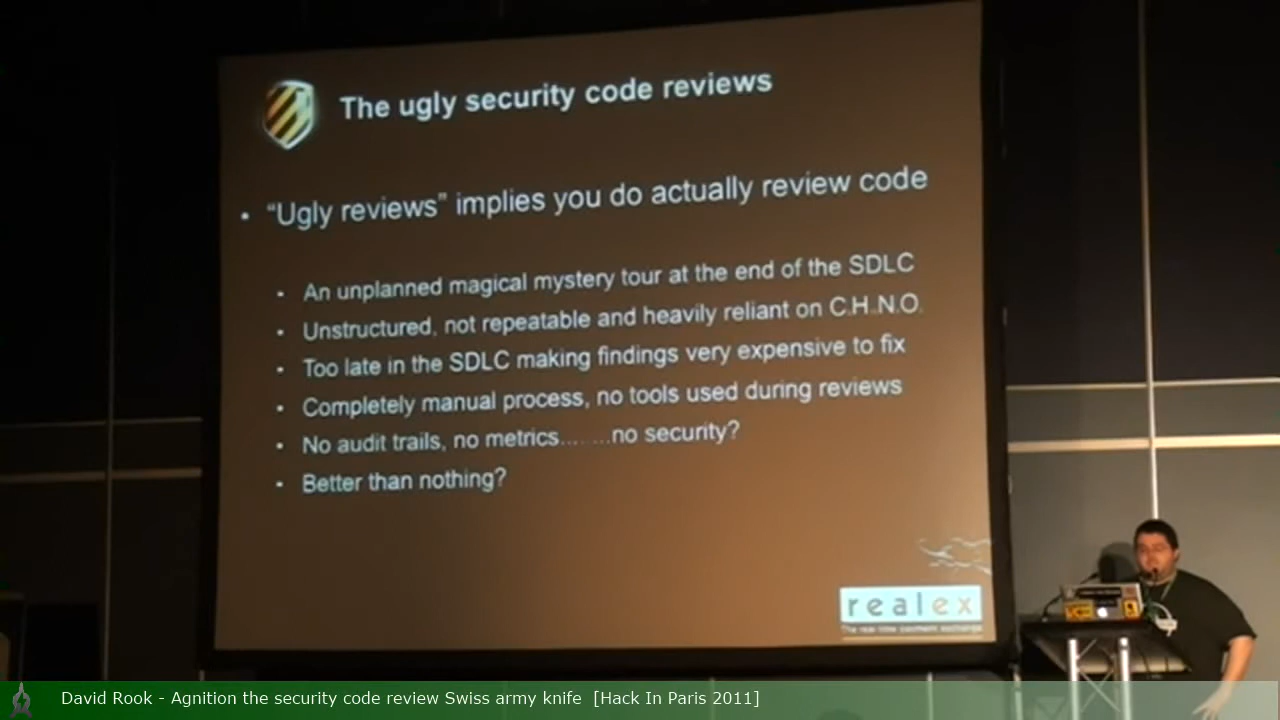 The ugly security code reviews
• “Ugly reviews” implies you do actually review code
• An unplanned magical mystery tour at the end of the SDLC
• Unstructured, not repeatable and heavily reliant on C.H.N.O.
• Too late in the SDLC making findings very expensive to fix
• Completely manual process, no tools used during reviews
• No audit trails, no metrics.......no security?
• Better than nothing?
realex
David Rook - Agnition the security code review Swiss army knife [Hack In Paris 2011]